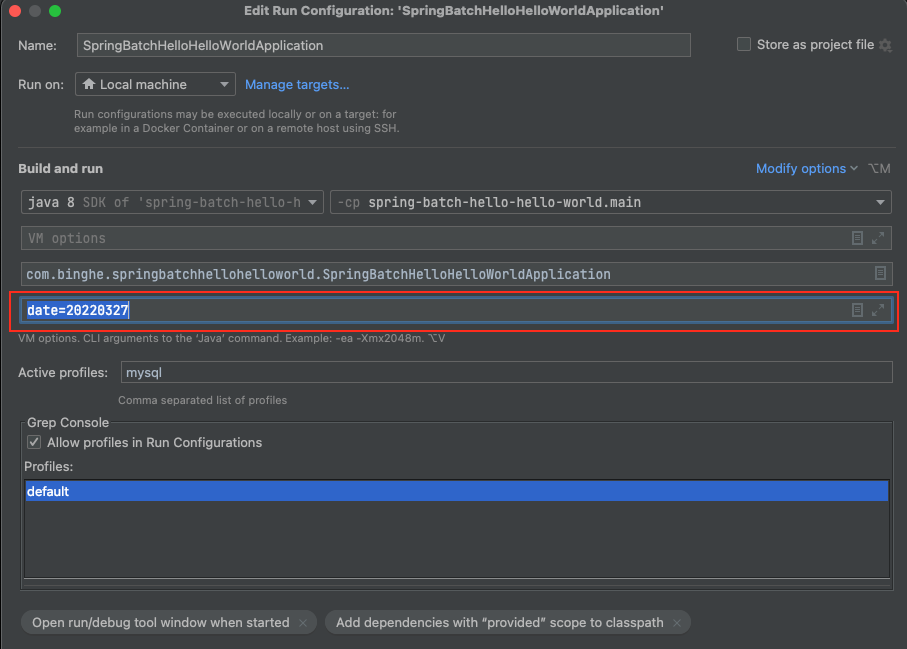 Edit Run Configuration: 'SpringBatchHelloHelloWorldApplication'
Name: SpringBatchHelloHelloWorldApplication Store as project file
Run on: Local machine Manage targets...
Run configurations may be executed locally or on a target: for
example in a Docker Container or on a remote host using SSH.
Build and run Modify options ⌥M
java 8 SDK of 'spring-batch-hello-h -cp spring-batch-hello-hello-world.main
VM options
com.binghe.springbatchhellohelloworld.SpringBatchHelloHelloWorldApplication
date=20220327
VM options. CLI arguments to the 'Java' command. Example: -ea -Xmx2048m. ⌥V
Active profiles: mysql
Comma separated list of profiles
Grep Console
Allow profiles in Run Configurations
Profiles:
default
Open run/debug tool window when started × Add dependencies with “provided” scope to classpath ×